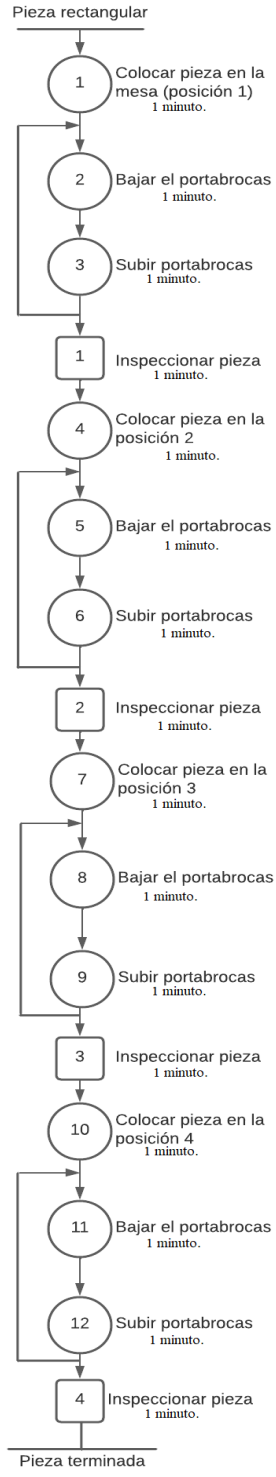 Pieza rectangular
1
Colocar pieza en la
mesa (posición 1)
1 minuto.
2
Bajar el portabrocas
1 minuto.
3
Subir portabrocas
1 minuto.
1
Inspeccionar pieza
1 minuto.
4
Colocar pieza en la
posición 2
1 minuto.
5
Bajar el portabrocas
1 minuto.
6
Subir portabrocas
1 minuto.
2
Inspeccionar pieza
1 minuto.
7
Colocar pieza en la
posición 3
1 minuto.
8
Bajar el portabrocas
1 minuto.
9
Subir portabrocas
1 minuto.
3
Inspeccionar pieza
1 minuto.
10
Colocar pieza en la
posición 4
1 minuto.
11
Bajar el portabrocas
1 minuto.
12
Subir portabrocas
1 minuto.
4
Inspeccionar pieza
1 minuto.
Pieza terminada